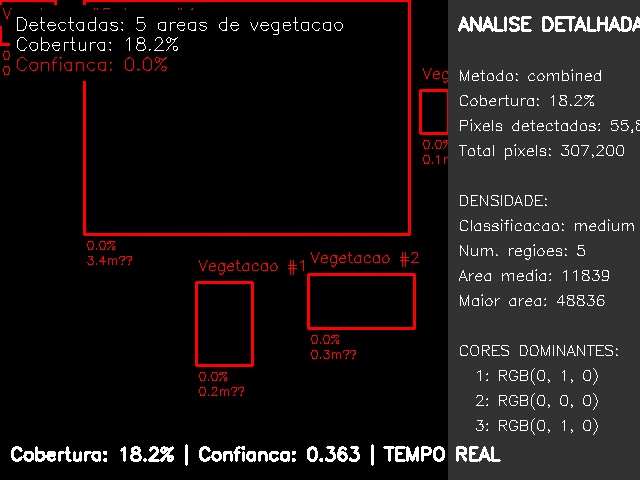 Detectadas: 5 areas de vegetacao
Cobertura: 18.2%
Confianca: 0.0%
0.0%
3.4m??
Vegetacao #1
0.0%
0.2m??
Vegetacao #2
0.0%
0.3m??
Veg
0.0%
0.1m
ANALISE DETALHADA
Metodo: combined
Cobertura: 18.2%
Pixels detectados: 55,8
Total pixels: 307,200
DENSIDADE:
Classificacao: medium
Num. regioes: 5
Area media: 11839
Maior area: 48836
CORES DOMINANTES:
1: RGB(0, 1, 0)
2: RGB(0, 0, 0)
3: RGB(0, 1, 0)
Cobertura: 18.2% | Confianca: 0.363 | TEMPO REAL